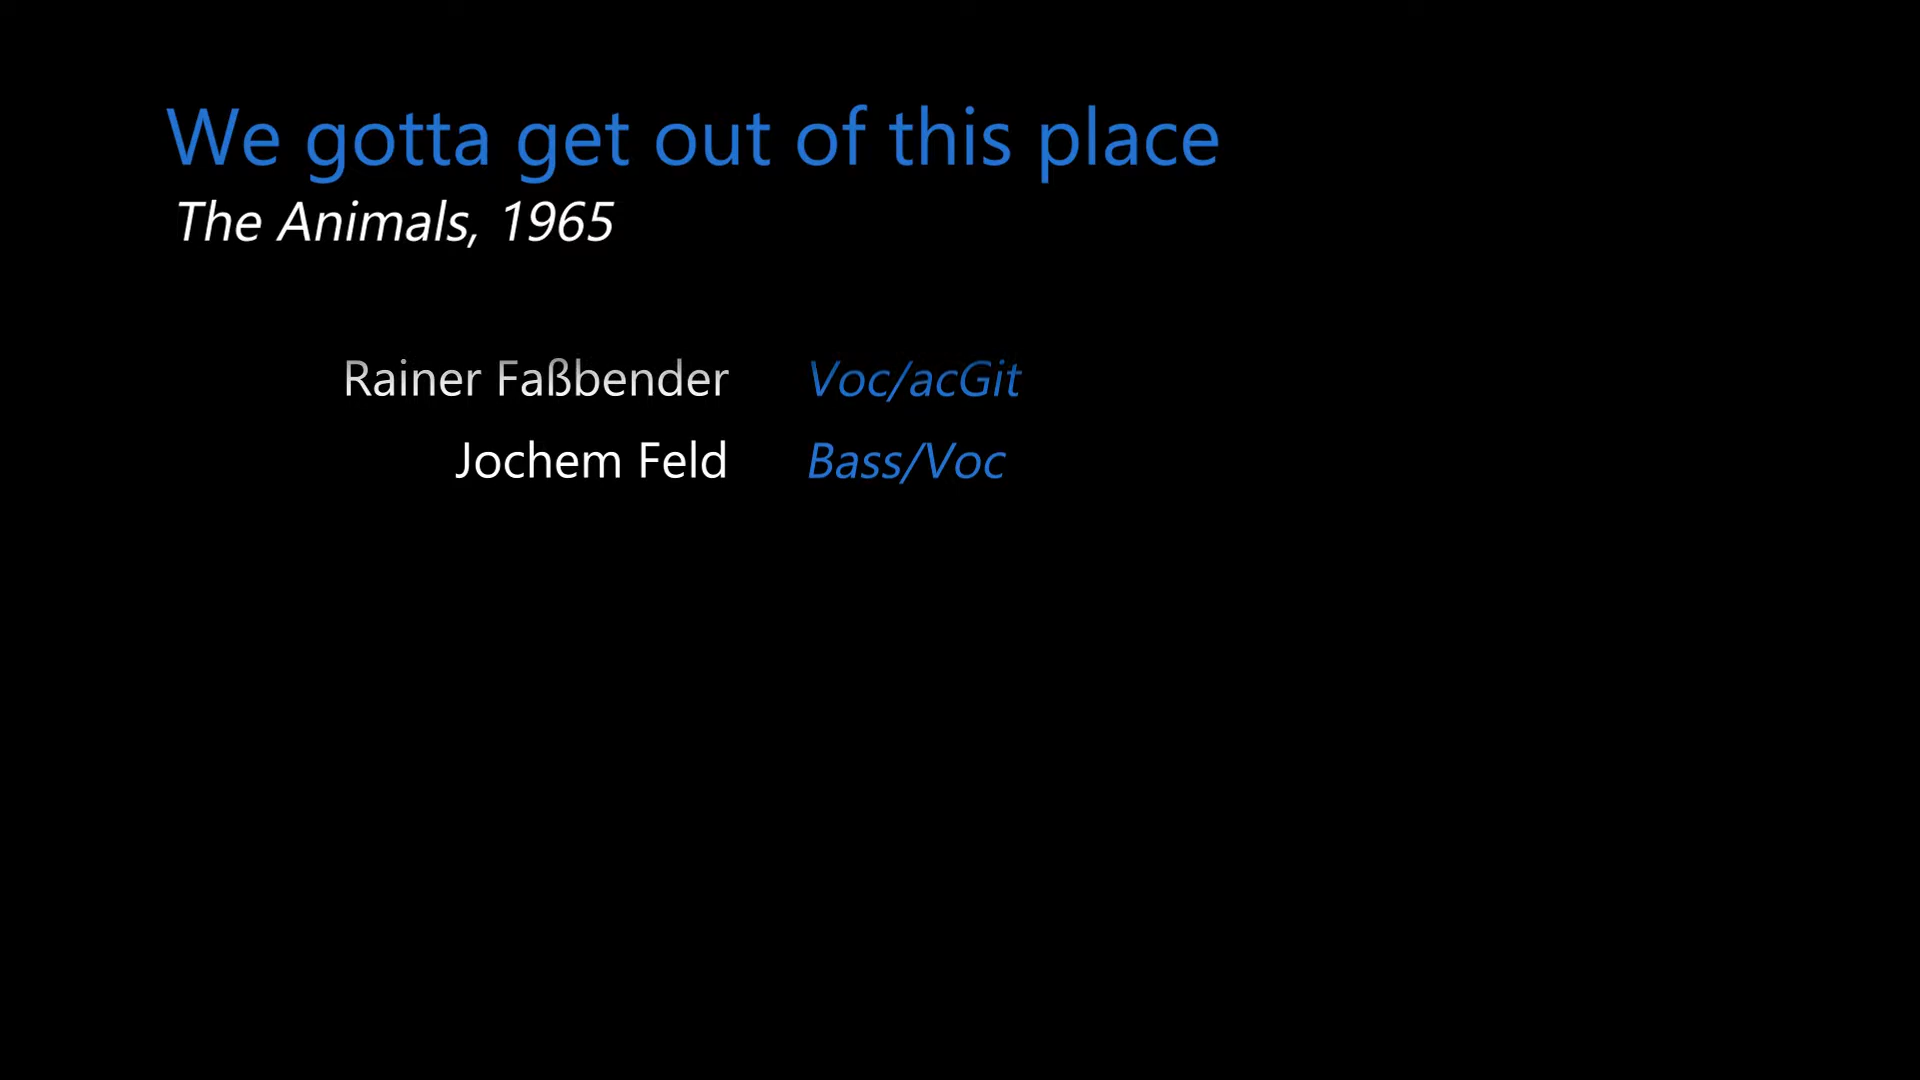 We gotta get out of this place
The Animals, 1965
Rainer Faßbender Voc/acGit
Jochem Feld Bass/Voc